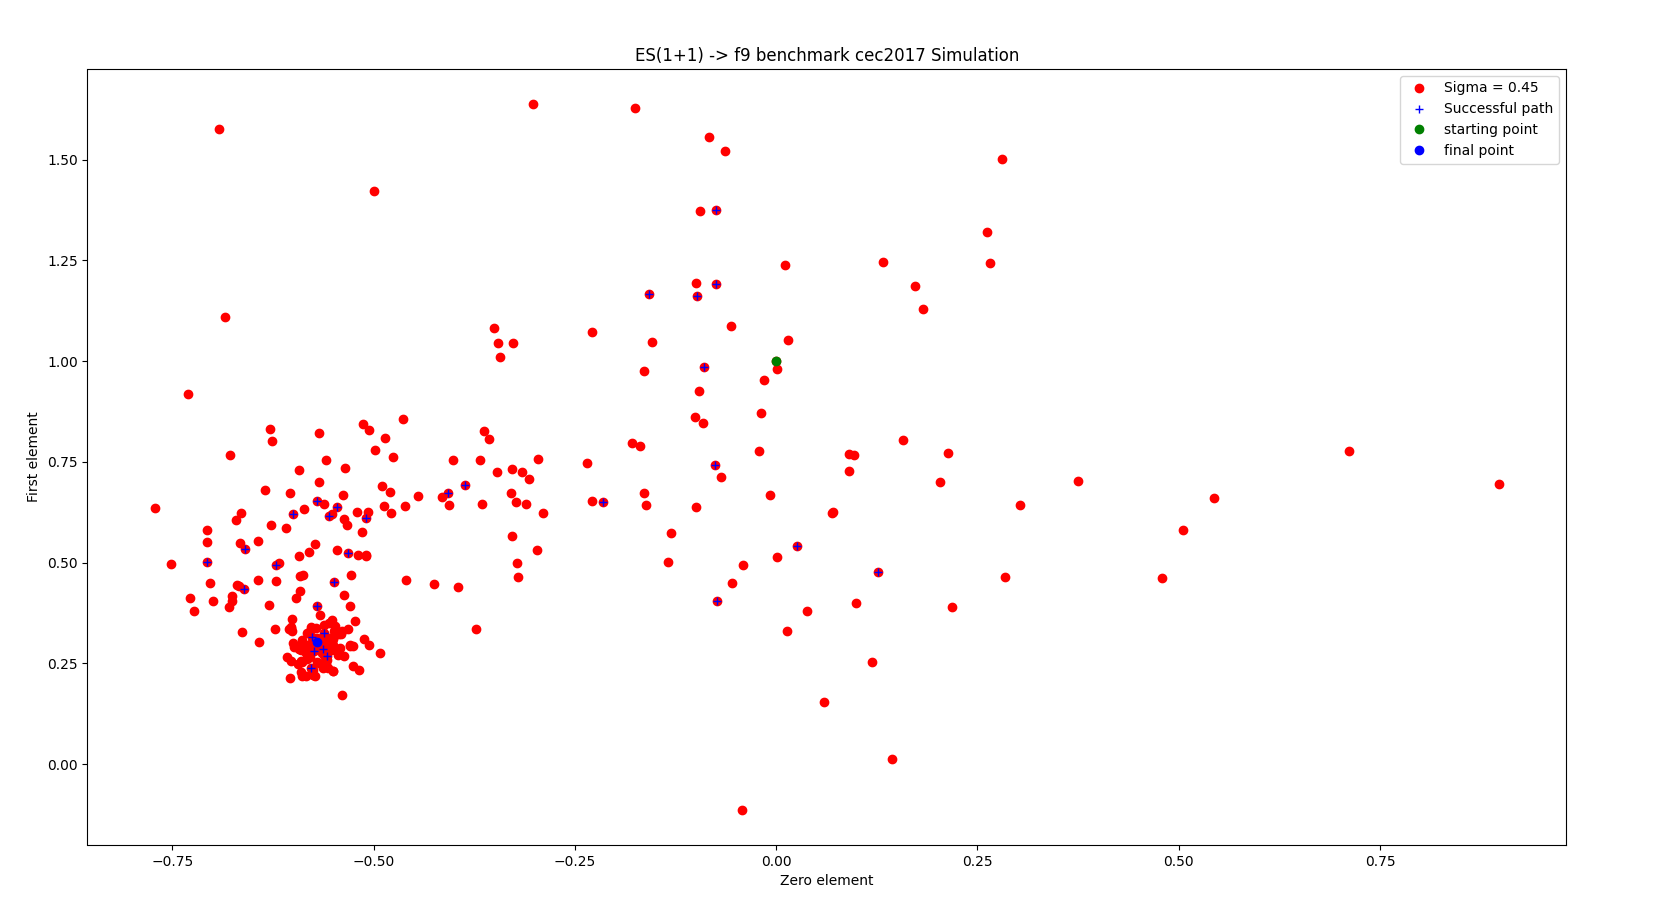 ES(1+1) -> f9 benchmark cec2017 Simulation
Sigma = 0.45
Successful path
starting point
final point
1.50
1.25
1.00
0.75
0.50
0.25
0.00
First element
−0.75 −0.50 −0.25 0.00 0.25 0.50 0.75
Zero element